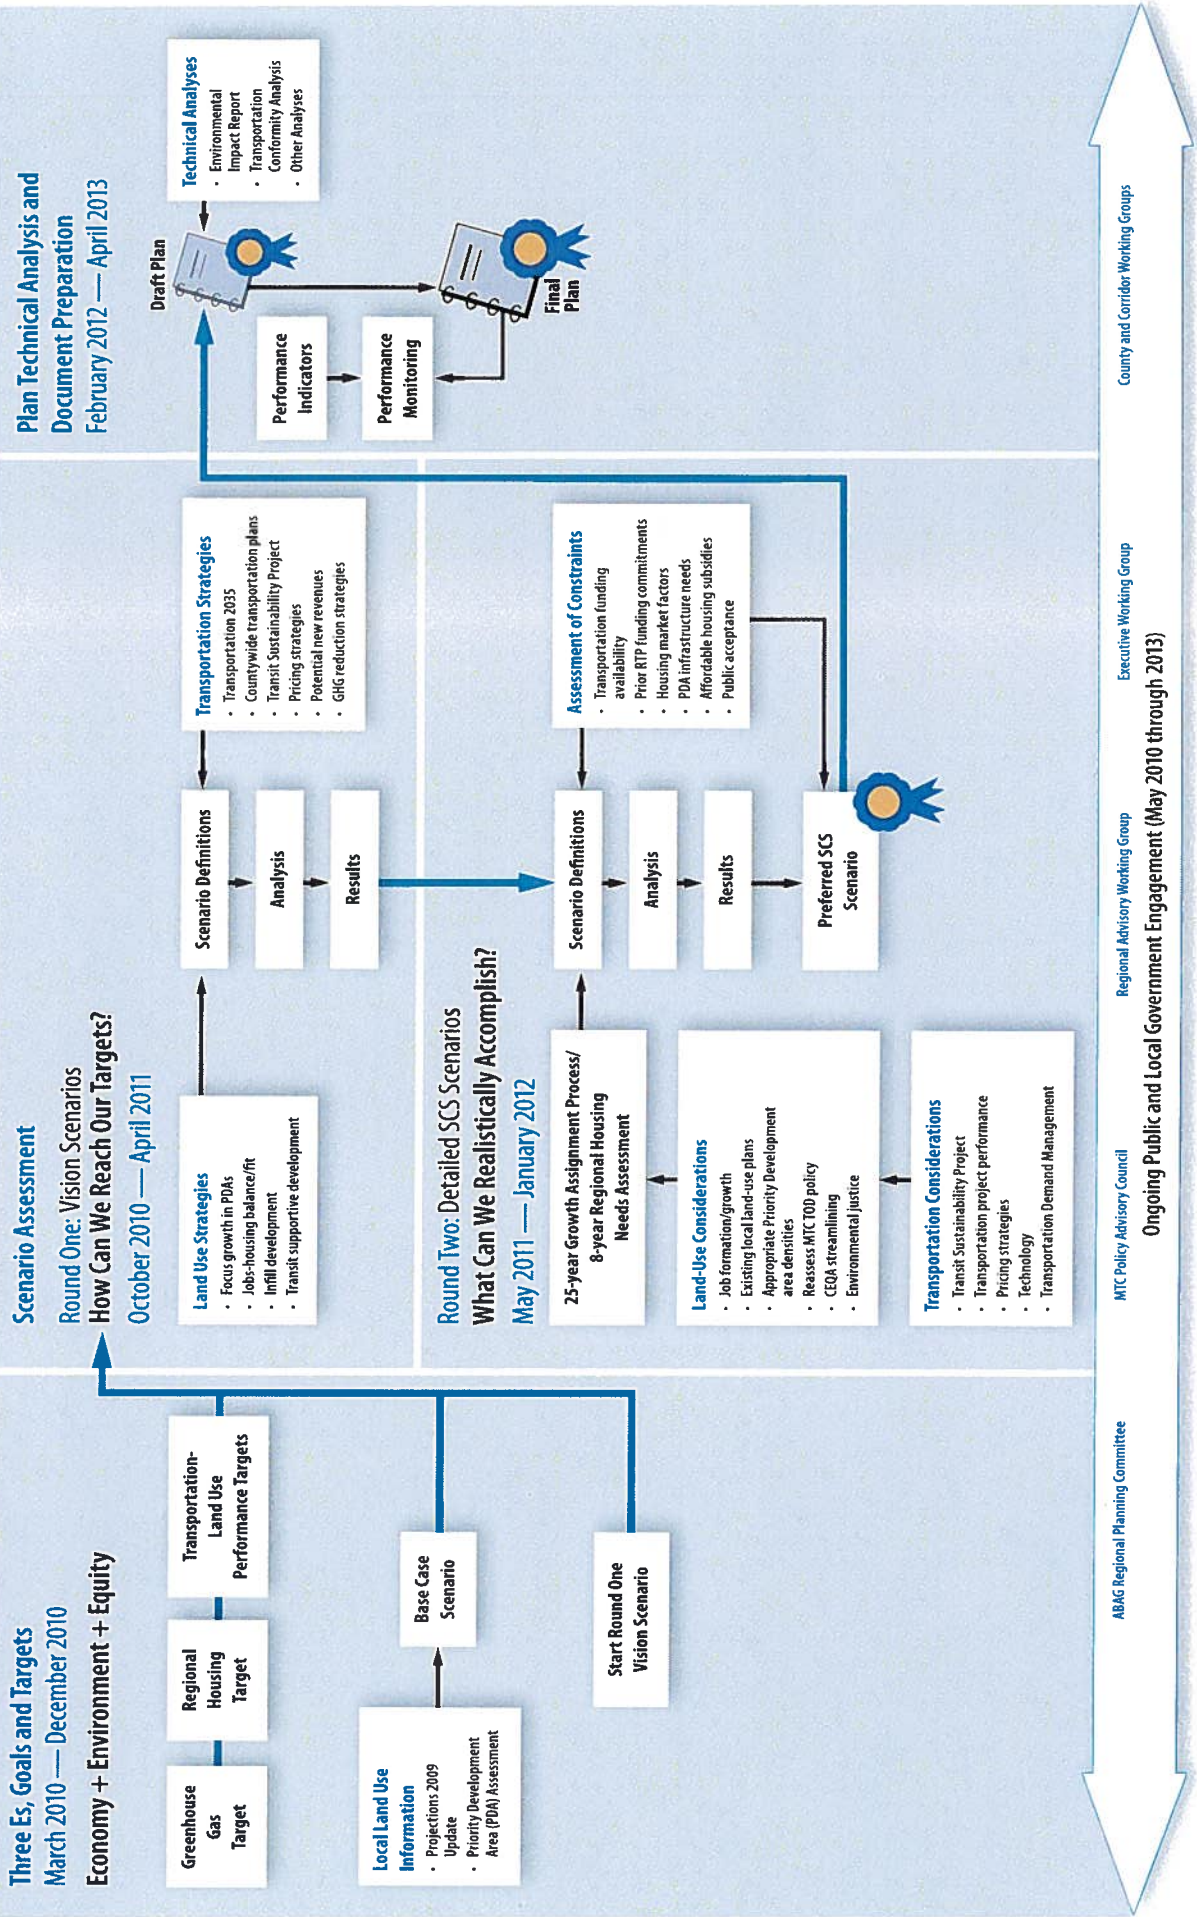 Three Es, Goals and Targets
March 2010 — December 2010
Economy + Environment + Equity
Greenhouse
Gas
Target
Regional
Housing
Target
Transportation-
Land Use
Performance Targets
Local Land Use
Information
• Projections 2009
Update
• Priority Development
Area (PDA) Assessment
Base Case
Scenario
Start Round One
Vision Scenario
Scenario Assessment
Round One: Vision Scenarios
How Can We Reach Our Targets?
October 2010 — April 2011
Land Use Strategies
• Focus growth in PDAs
• Jobs-housing balance/fit
• Infill development
• Transit supportive development
Scenario Definitions
Analysis
Results
Transportation Strategies
• Transportation 2035
• Countywide transportation plans
• Transit Sustainability Project
• Pricing strategies
• Potential new revenues
• GHG reduction strategies
Round Two: Detailed SCS Scenarios
What Can We Realistically Accomplish?
May 2011 — January 2012
25-year Growth Assignment Process/
8-year Regional Housing
Needs Assessment
Land-Use Considerations
• Job formation/growth
• Existing local land-use plans
• Appropriate Priority Development
area densities
• Reassess MTC TOD policy
• CEQA streamlining
• Environmental justice
Transportation Considerations
• Transit Sustainability Project
• Transportation project performance
• Pricing strategies
• Technology
• Transportation Demand Management
Scenario Definitions
Analysis
Results
Preferred SCS
Scenario
Assessment of Constraints
• Transportation funding
availability
• Prior RTP funding commitments
• Housing market factors
• PDA infrastructure needs
• Affordable housing subsidies
• Public acceptance
Plan Technical Analysis and
Document Preparation
February 2012 — April 2013
Draft Plan
Technical Analyses
• Environmental
Impact Report
• Transportation
Conformity Analysis
• Other Analyses
Performance
Indicators
Performance
Monitoring
Final
Plan
ABAG Regional Planning Committee
MTC Policy Advisory Council
Regional Advisory Working Group
Executive Working Group
County and Corridor Working Groups
Ongoing Public and Local Government Engagement (May 2010 through 2013)